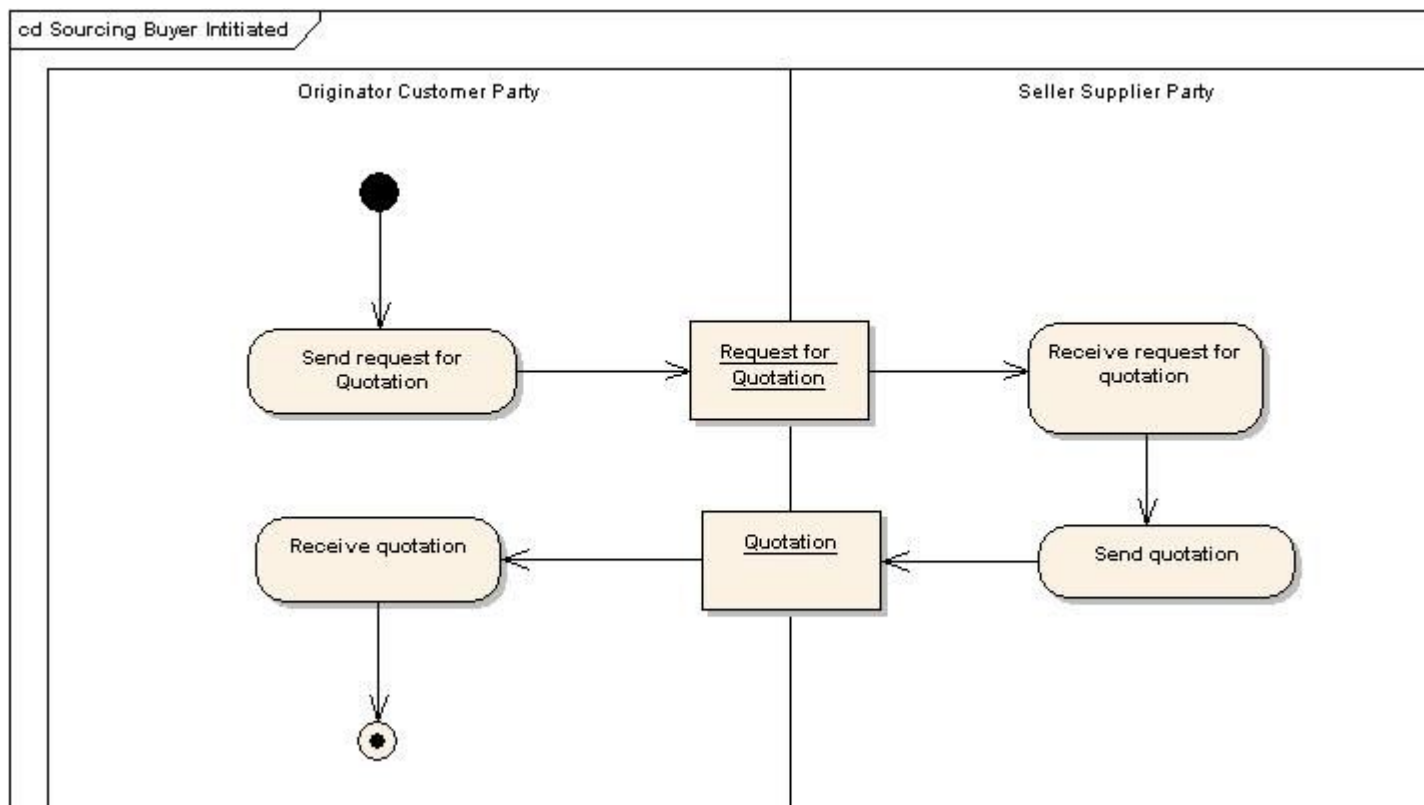 cd Sourcing Buyer Intitiated
Originator Customer Party
Seller Supplier Party
Send request for
Quotation
Request for
Quotation
Receive request for
quotation
Receive quotation
Quotation
Send quotation